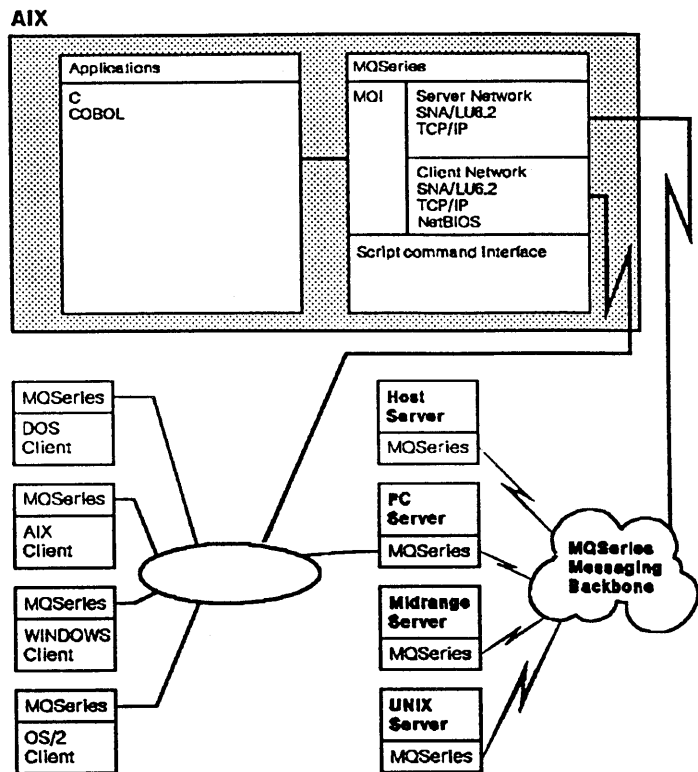 AIX
Applications
C
COBOL
MQSeries
MQI
Server Network
SNA/LU6.2
TCP/IP
Client Network
SNA/LU6.2
TCP/IP
NetBIOS
Script command Interface
MQSeries
DOS
Client
MQSeries
AIX
Client
MQSeries
WINDOWS
Client
MQSeries
OS/2
Client
Host
Server
MQSeries
PC
Server
MQSeries
Midrange
Server
MQSeries
UNIX
Server
MQSeries
MQSeries
Messaging
Backbone